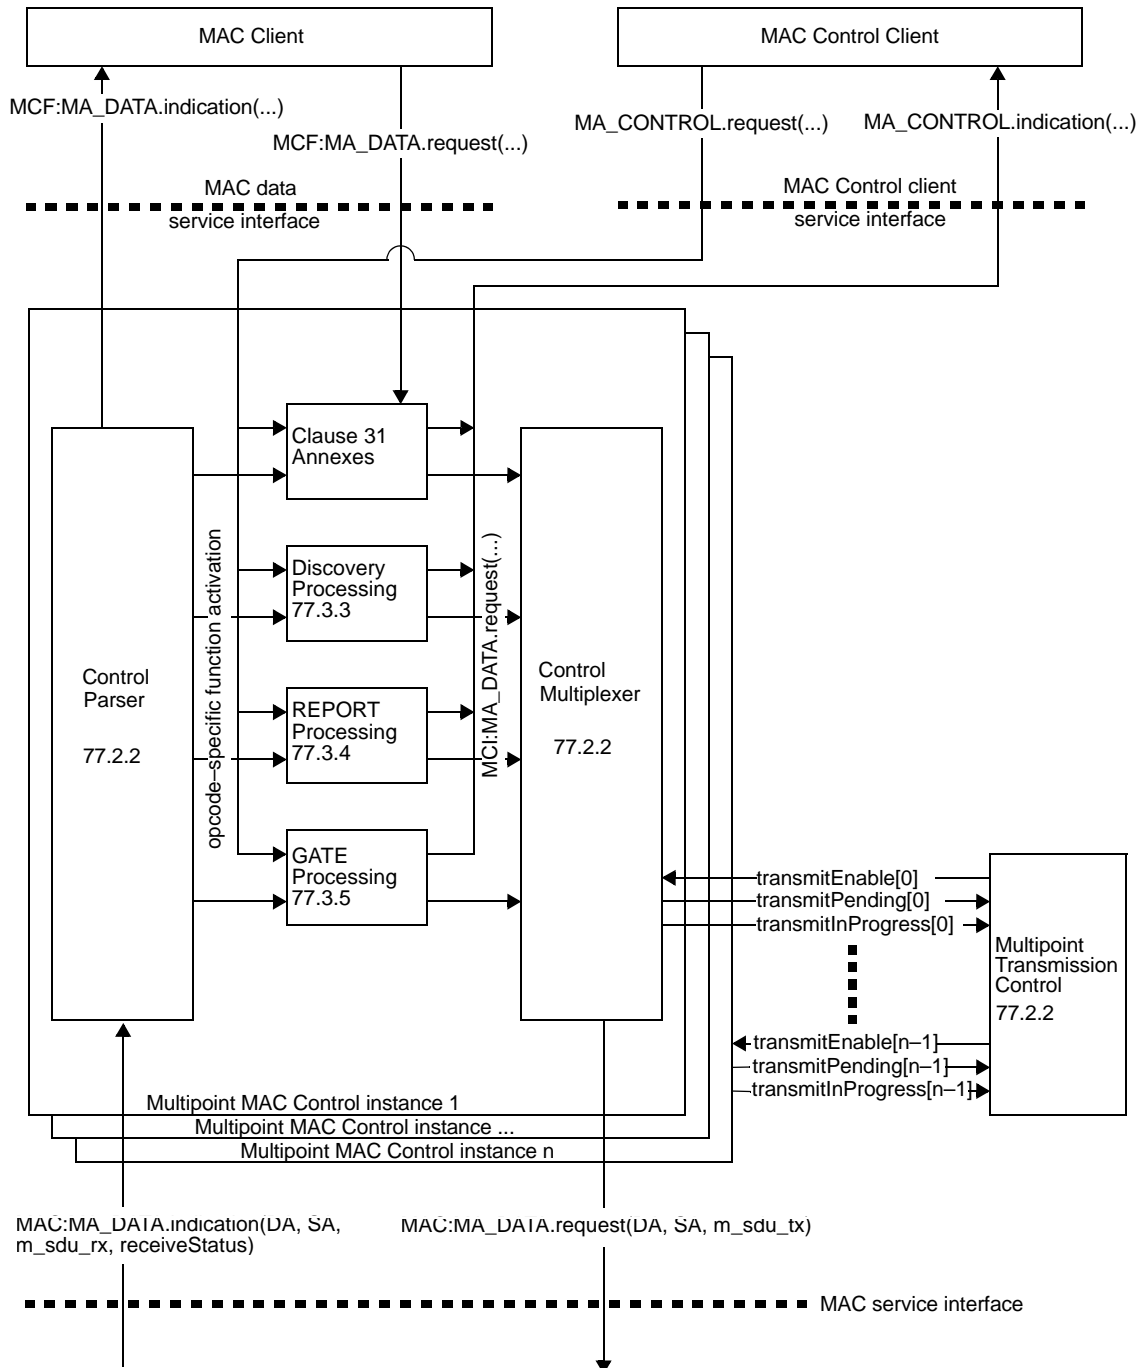 MAC Client
MAC Control Client
MCF:MA_DATA.indication(...)
MCF:MA_DATA.request(...)
MA_CONTROL.request(...)
MA_CONTROL.indication(...)
MAC data
service interface
MAC Control client
service interface
Clause 31
Annexes
Discovery
Processing
77.3.3
REPORT
Processing
77.3.4
GATE
Processing
77.3.5
Control
Parser
77.2.2
opcode–specific function activation
MCI:MA_DATA.request(...)
Control
Multiplexer
77.2.2
transmitEnable[0]
transmitPending[0]
transmitInProgress[0]
Multipoint
Transmission
Control
77.2.2
transmitEnable[n–1]
transmitPending[n–1]
transmitInProgress[n–1]
Multipoint MAC Control instance 1
Multipoint MAC Control instance ...
Multipoint MAC Control instance n
MAC:MA_DATA.indication(DA, SA,
m_sdu_rx, receiveStatus)
MAC:MA_DATA.request(DA, SA, m_sdu_tx)
MAC service interface